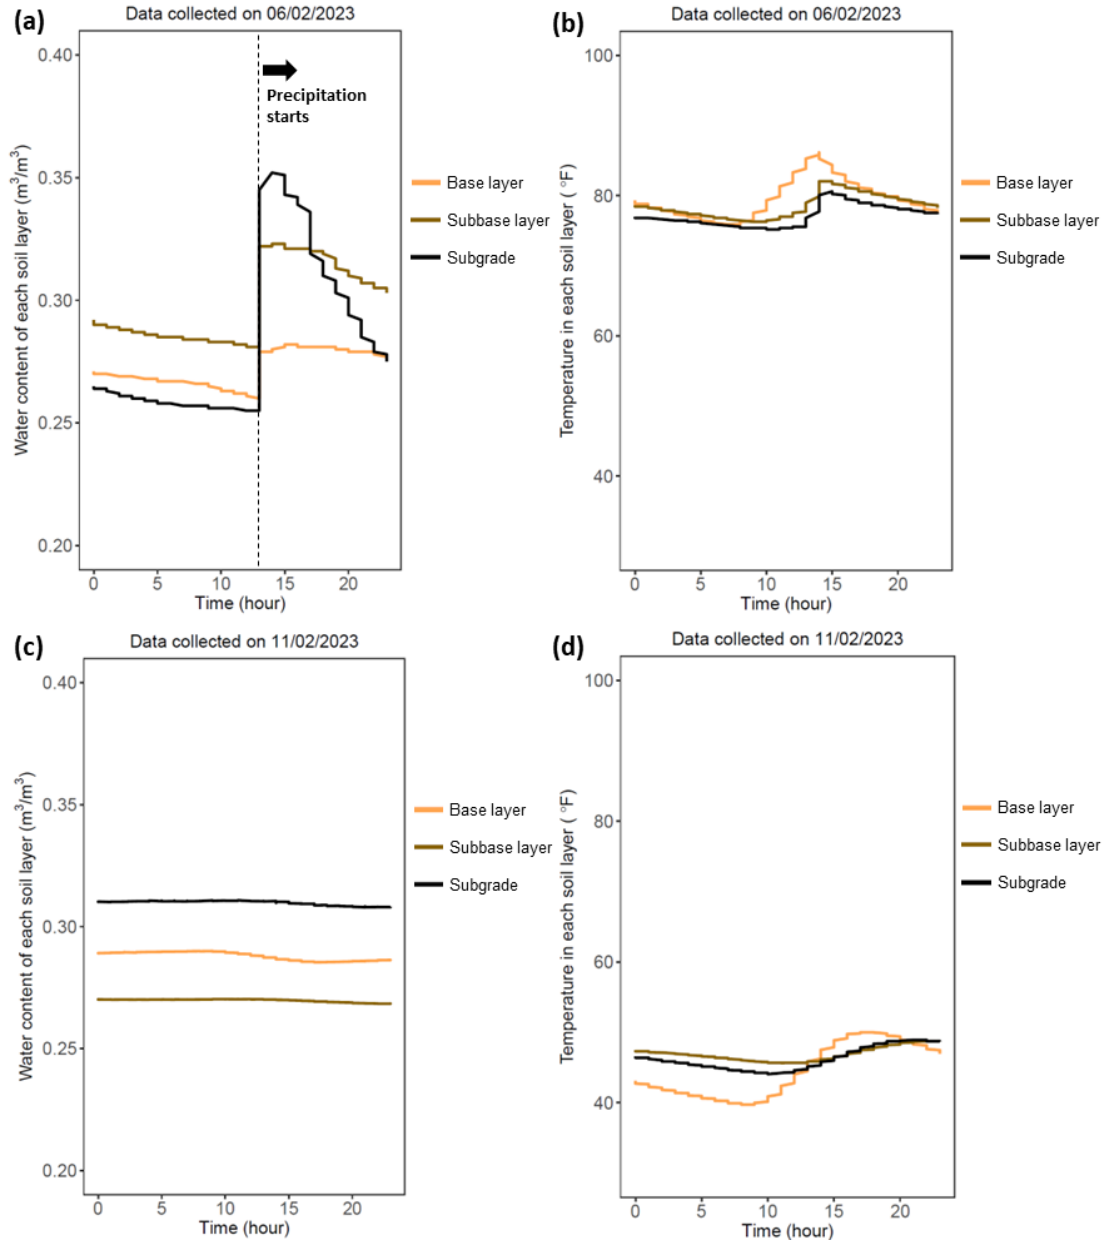 (a)
Data collected on 06/02/2023
0.40
0.35
0.30
0.25
0.20
Water content of each soil layer (m³/m³)
Precipitation
starts
0 5 10 15 20
Time (hour)
Base layer
Subbase layer
Subgrade
(b)
Data collected on 06/02/2023
100
80
60
40
Temperature in each soil layer ( °F)
0 5 10 15 20
Time (hour)
Base layer
Subbase layer
Subgrade
(c)
Data collected on 11/02/2023
0.40
0.35
0.30
0.25
0.20
Water content of each soil layer (m³/m³)
0 5 10 15 20
Time (hour)
Base layer
Subbase layer
Subgrade
(d)
Data collected on 11/02/2023
100
80
60
40
Temperature in each soil layer ( °F)
0 5 10 15 20
Time (hour)
Base layer
Subbase layer
Subgrade